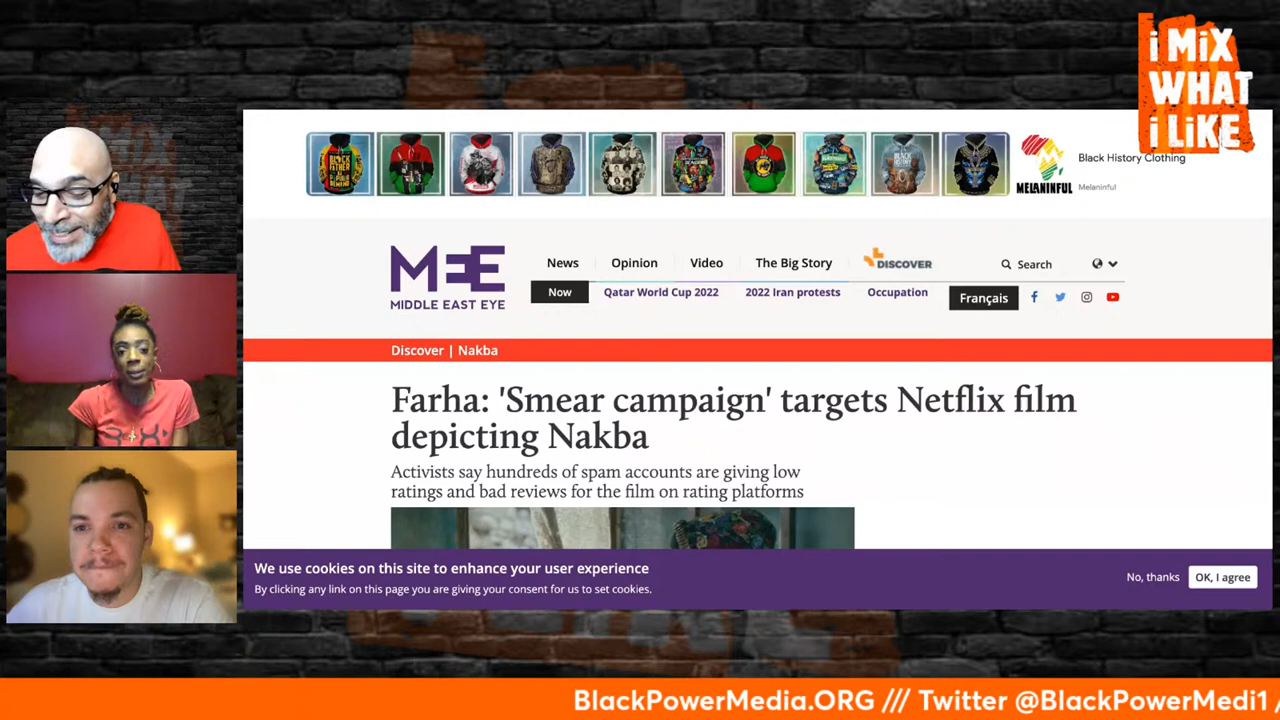 i MiX
WHAT
i LiKE
BLACK
FATHER
MELANINFUL
Black History Clothing
Melaninful
MEE
MIDDLE EAST EYE
News
Opinion
Video
The Big Story
DISCOVER
Search
Now
Qatar World Cup 2022
2022 Iran protests
Occupation
Français
Discover | Nakba
Farha: 'Smear campaign' targets Netflix film
depicting Nakba
Activists say hundreds of spam accounts are giving low
ratings and bad reviews for the film on rating platforms
We use cookies on this site to enhance your user experience
By clicking any link on this page you are giving your consent for us to set cookies.
No, thanks
OK, I agree
BlackPowerMedia.ORG /// Twitter @BlackPowerMedi1 /